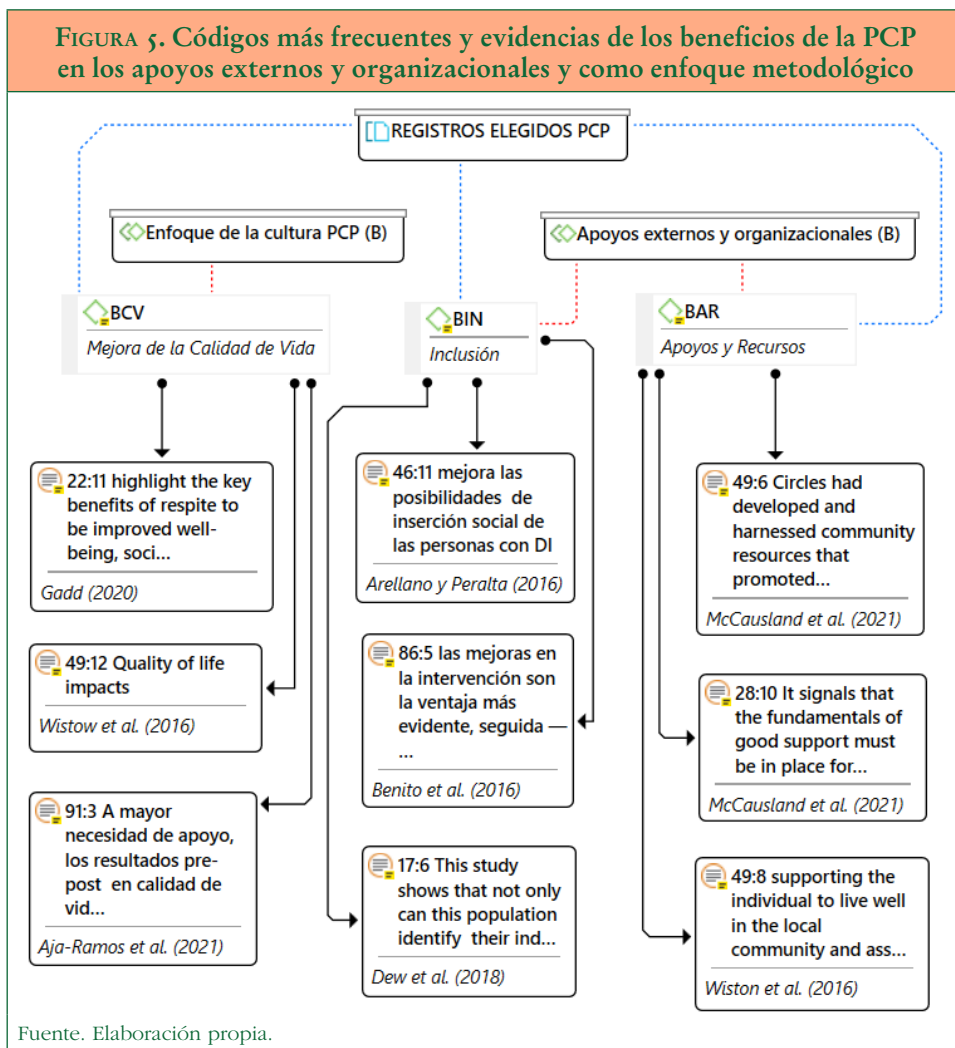 FIGURA 5. Códigos más frecuentes y evidencias de los beneficios de la PCP
en los apoyos externos y organizacionales y como enfoque metodológico
REGISTROS ELEGIDOS PCP
Enfoque de la cultura PCP (B)
Apoyos externos y organizacionales (B)
BCV
Mejora de la Calidad de Vida
BIN
Inclusión
BAR
Apoyos y Recursos
22:11 highlight the key
benefits of respite to
be improved well-
being, soci...
Gadd (2020)
49:12 Quality of life
impacts
Wistow et al. (2016)
91:3 A mayor
necesidad de apoyo,
los resultados pre-
post en calidad de
vid...
Aja-Ramos et al. (2021)
46:11 mejora las
posibilidades de
inserción social de
las personas con DI
Arellano y Peralta (2016)
86:5 las mejoras en
la intervención son
la ventaja más
evidente, seguida —
...
Benito et al. (2016)
17:6 This study
shows that not only
can this population
identify their ind...
Dew et al. (2018)
49:6 Circles had
developed and
harnessed community
resources that
promoted...
McCausland et al. (2021)
28:10 It signals that
the fundamentals of
good support must
be in place for...
McCausland et al. (2021)
49:8 supporting the
individual to live well
in the local
community and ass...
Wiston et al. (2016)
Fuente. Elaboración propia.